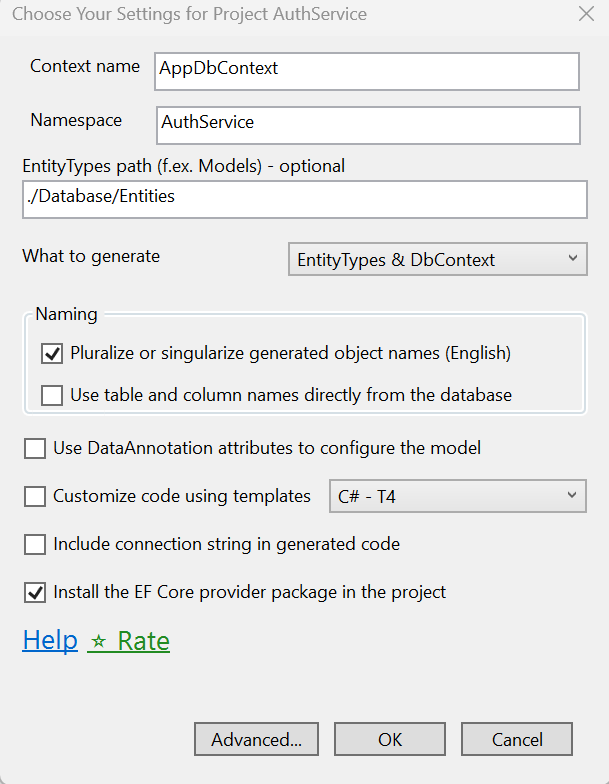 Choose Your Settings for Project AuthService
Context name AppDbContext
Namespace AuthService
EntityTypes path (f.ex. Models) - optional
./Database/Entities
What to generate EntityTypes & DbContext
Naming
Pluralize or singularize generated object names (English)
Use table and column names directly from the database
Use DataAnnotation attributes to configure the model
Customize code using templates C# - T4
Include connection string in generated code
Install the EF Core provider package in the project
Help ☆ Rate
Advanced... OK Cancel